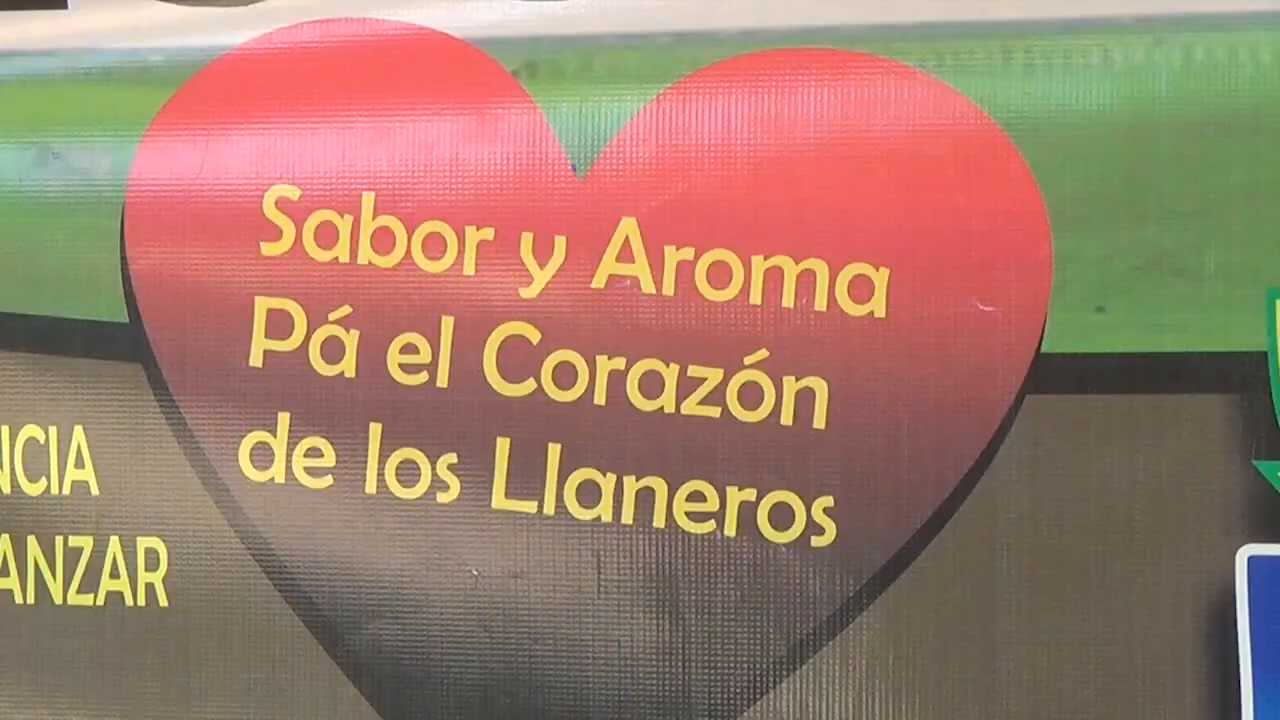 Sabor y Aroma
Pá el Corazón
de los Llaneros
NCIA
ANZAR